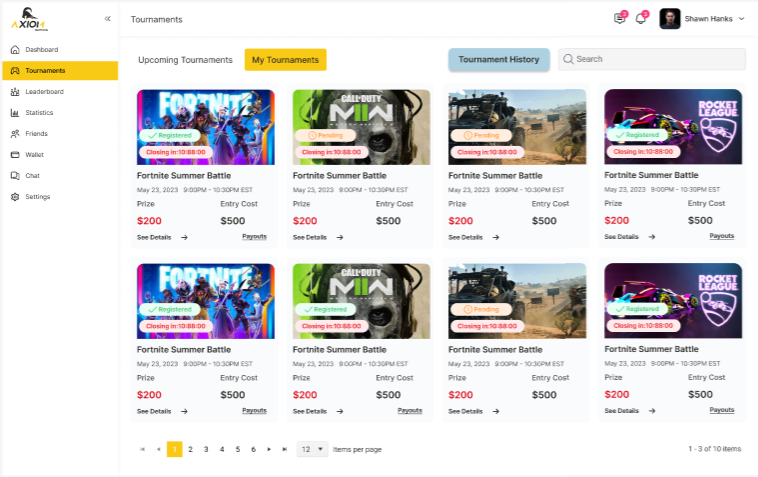 AXIOM
Tournaments
2
5
Shawn Hanks
Dashboard
Tournaments
Leaderboard
Statistics
Friends
Wallet
Chat
Settings
Upcoming Tournaments
My Tournaments
Tournament History
Search
FORTNITE
CALL OF DUTY
MW
ROCKET
LEAGUE
Registered
Pending
Pending
Registered
Closing in:10:88:00
Closing in:10:88:00
Closing in:10:88:00
Closing in:10:88:00
Fortnite Summer Battle
Fortnite Summer Battle
Fortnite Summer Battle
Fortnite Summer Battle
May 23, 2023 9:00PM - 10:30PM EST
May 23, 2023 9:00PM - 10:30PM EST
May 23, 2023 9:00PM - 10:30PM EST
May 23, 2023 9:00PM - 10:30PM EST
Prize Entry Cost
Prize Entry Cost
Prize Entry Cost
Prize Entry Cost
$200 $500
$200 $500
$200 $500
$200 $500
See Details Payouts
See Details
See Details
See Details Payouts
FORTNITE
CALL OF DUTY
MW
ROCKET
LEAGUE
Registered
Registered
Pending
Registered
Closing in:10:88:00
Closing in:10:88:00
Closing in:10:88:00
Closing in:10:88:00
Fortnite Summer Battle
Fortnite Summer Battle
Fortnite Summer Battle
Fortnite Summer Battle
May 23, 2023 9:00PM - 10:30PM EST
May 23, 2023 9:00PM - 10:30PM EST
May 23, 2023 9:00PM - 10:30PM EST
May 23, 2023 9:00PM - 10:30PM EST
Prize Entry Cost
Prize Entry Cost
Prize Entry Cost
Prize Entry Cost
$200 $500
$200 $500
$200 $500
$200 $500
See Details Payouts
See Details Payouts
See Details
See Details Payouts
1 2 3 4 5 6 12 Items per page
1 - 3 of 10 items